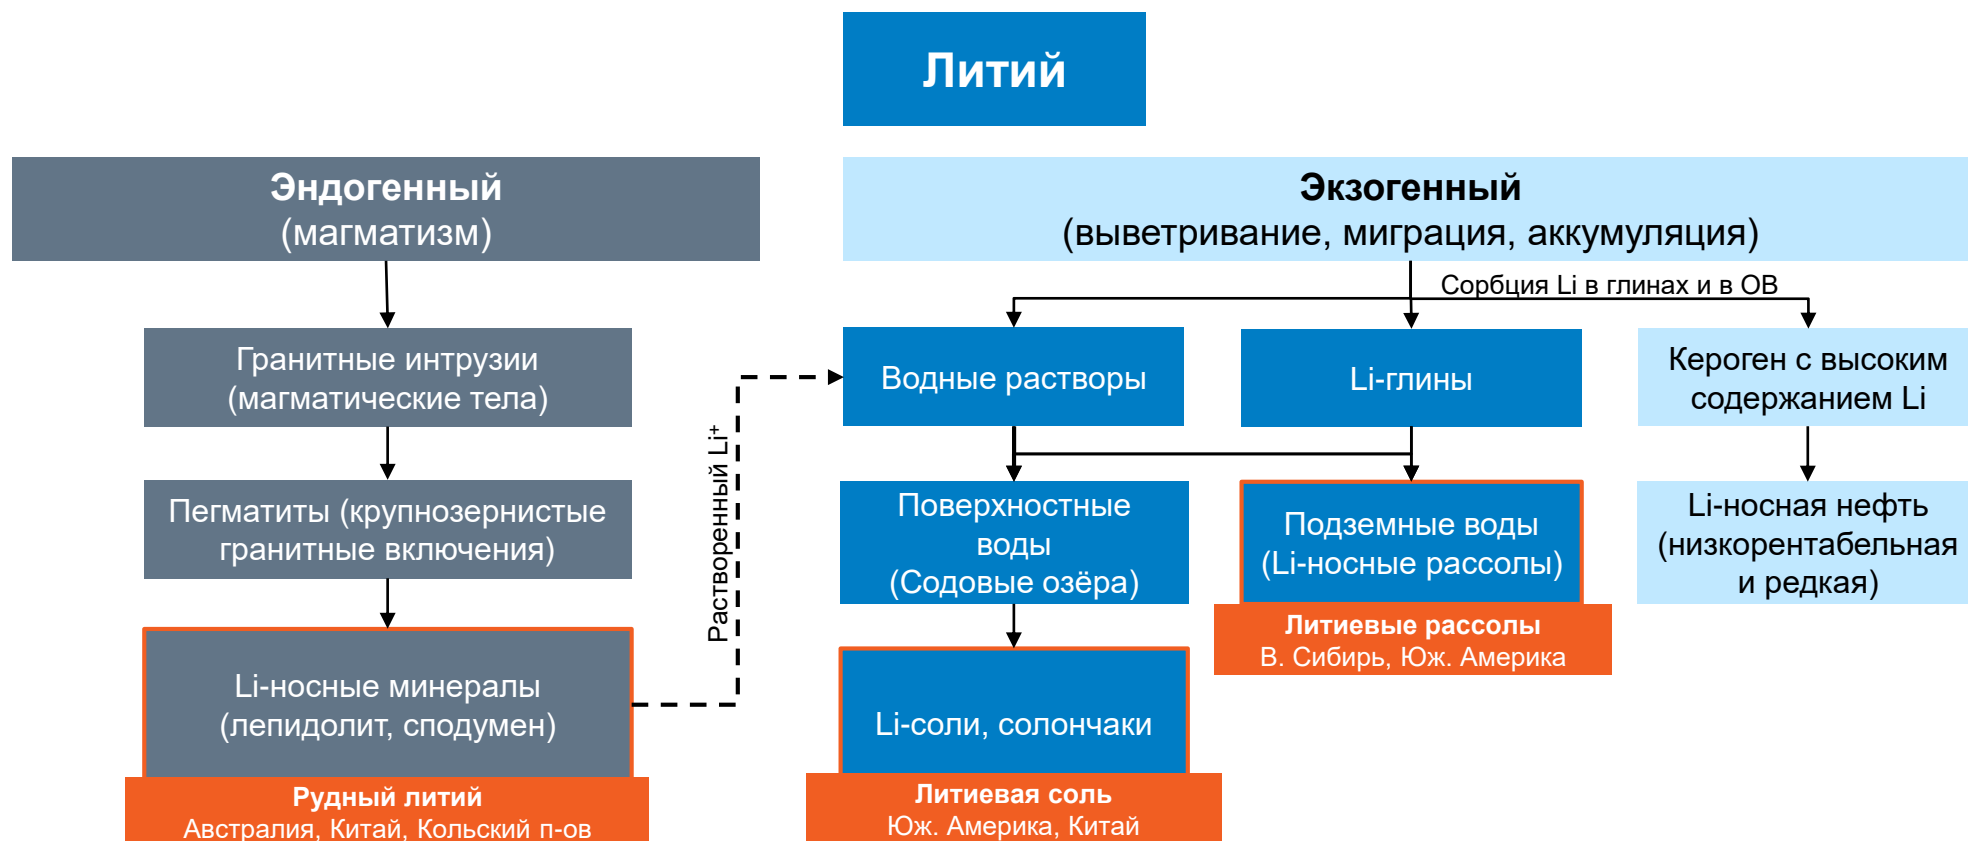 Литий
Эндогенный
(магматизм)
Экзогенный
(выветривание, миграция, аккумуляция)
Сорбция Li в глинах и в ОВ
Гранитные интрузии
(магматические тела)
Водные растворы
Li-глины
Кероген с высоким
содержанием Li
Растворенный Li⁺
Пегматиты (крупнозернистые
гранитные включения)
Поверхностные
воды
(Содовые озёра)
Подземные воды
(Li-носные рассолы)
Li-носная нефть
(низкорентабельная
и редкая)
Литиевые рассолы
В. Сибирь, Юж. Америка
Li-носные минералы
(лепидолит, сподумен)
Li-соли, солончаки
Рудный литий
Австралия, Китай, Кольский п-ов
Литиевая соль
Юж. Америка, Китай